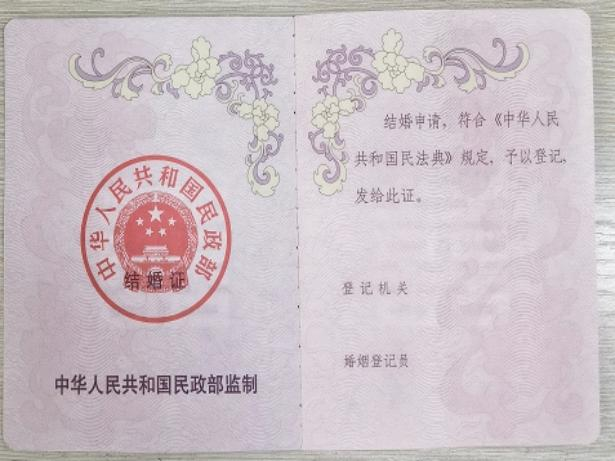 中华人民共和国民政部
结婚证
中华人民共和国民政部监制
结婚申请，符合《中华人民
共和国民法典》规定，予以登记，
发给此证。
登记机关
婚姻登记员